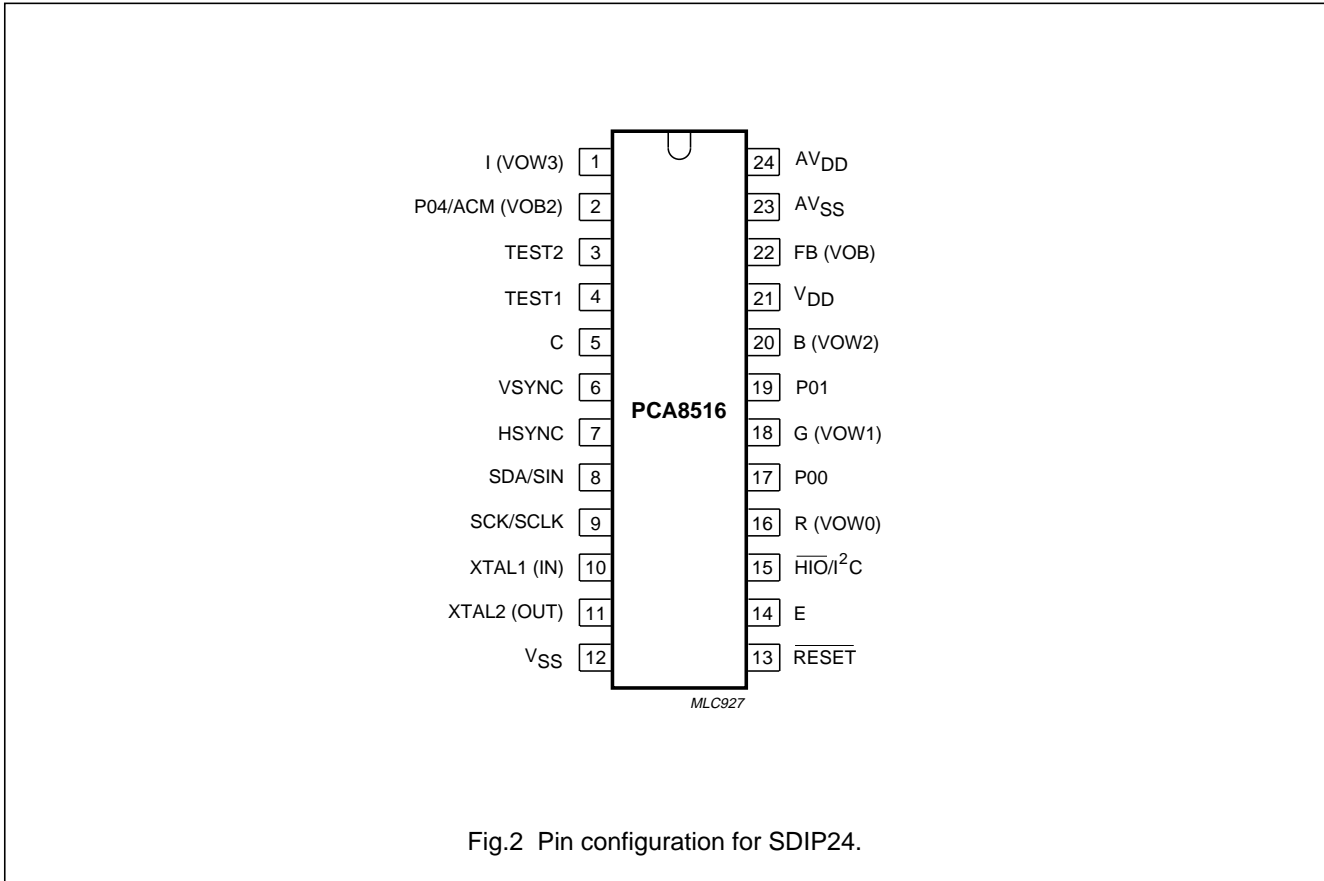 I (VOW3) 1 24 AVDD
P04/ACM (VOB2) 2 23 AVSS
TEST2 3 22 FB (VOB)
TEST1 4 21 VDD
C 5 20 B (VOW2)
VSYNC 6 19 P01
PCA8516
HSYNC 7 18 G (VOW1)
SDA/SIN 8 17 P00
SCK/SCLK 9 16 R (VOW0)
XTAL1 (IN) 10 15 H̅I̅O̅/I²C
XTAL2 (OUT) 11 14 E
VSS 12 13 R̅E̅S̅E̅T̅
MLC927
Fig.2 Pin configuration for SDIP24.